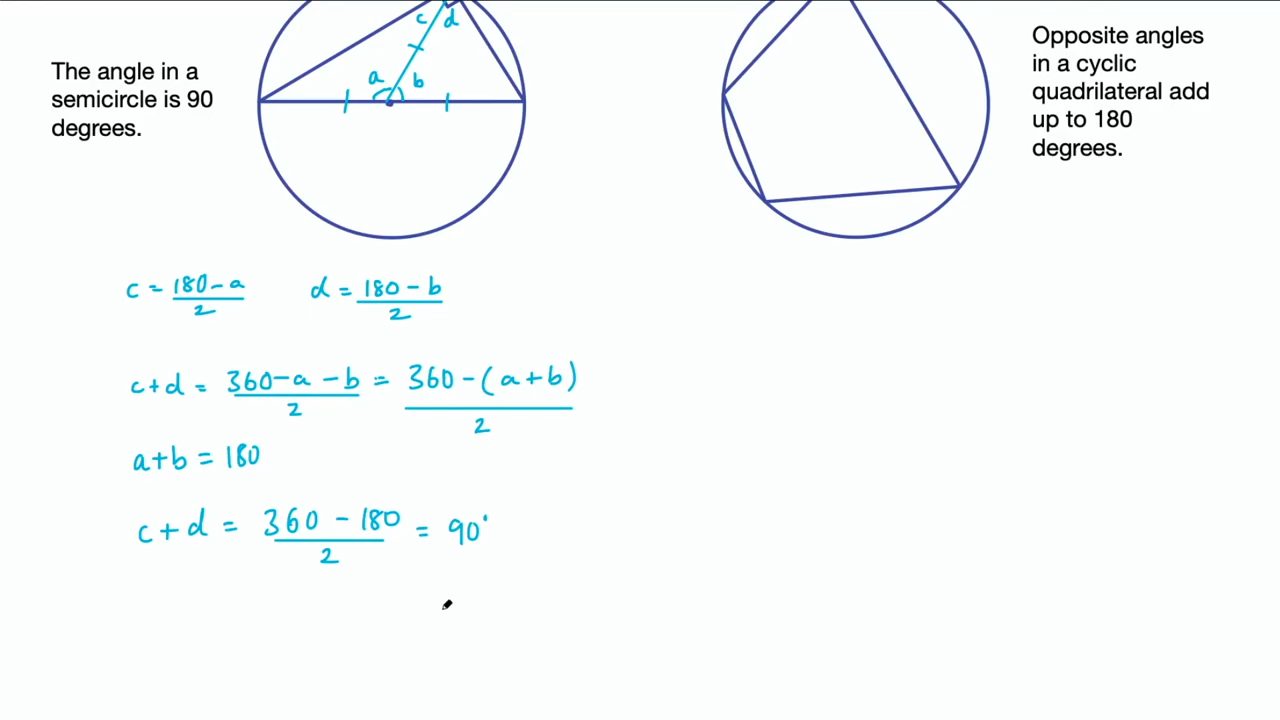 c d
a b
The angle in a
semicircle is 90
degrees.
Opposite angles
in a cyclic
quadrilateral add
up to 180
degrees.
c = 180-a / 2   d = 180-b / 2
c+d = 360-a-b / 2 = 360-(a+b) / 2
a+b = 180
c+d = 360-180 / 2 = 90°